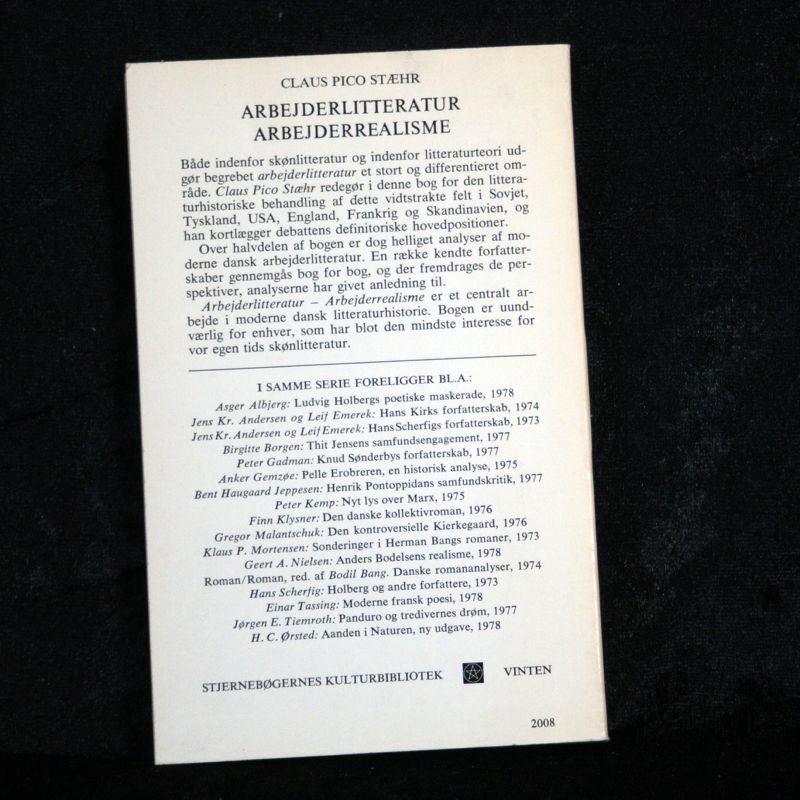 CLAUS PICO STÆHR
ARBEJDERLITTERATUR
ARBEJDERREALISME
Både indenfor skønlitteratur og indenfor litteraturteori ud-
gør begrebet arbejderlitteratur et stort og differentieret om-
råde. Claus Pico Stæhr redegør i denne bog for den littera-
turhistoriske behandling af dette vidtstrakte felt i Sovjet,
Tyskland, USA, England, Frankrig og Skandinavien, og
han kortlægger debattens definitoriske hovedpositioner.
Over halvdelen af bogen er dog helliget analyser af mo-
derne dansk arbejderlitteratur. En række kendte forfatter-
skaber gennemgås bog for bog, og der fremdrages de per-
spektiver, analyserne har givet anledning til.
Arbejderlitteratur – Arbejderrealisme er et centralt ar-
bejde i moderne dansk litteraturhistorie. Bogen er uund-
værlig for enhver, som har blot den mindste interesse for
vor egen tids skønlitteratur.
I SAMME SERIE FORELIGGER BL.A.:
Asger Albjerg: Ludvig Holbergs poetiske maskerade, 1978
Jens Kr. Andersen og Leif Emerek: Hans Kirks forfatterskab, 1974
Jens Kr. Andersen og Leif Emerek: Hans Scherfigs forfatterskab, 1973
Birgitte Borgen: Thit Jensens samfundsengagement, 1977
Peter Gadman: Knud Sønderbys forfatterskab, 1977
Anker Gemzøe: Pelle Erobreren, en historisk analyse, 1975
Bent Haugaard Jeppesen: Henrik Pontoppidans samfundskritik, 1977
Peter Kemp: Nyt lys over Marx, 1975
Finn Klysner: Den danske kollektivroman, 1976
Gregor Malantschuk: Den kontroversielle Kierkegaard, 1976
Klaus P. Mortensen: Sonderinger i Herman Bangs romaner, 1973
Geert A. Nielsen: Anders Bodelsens realisme, 1978
Roman/Roman, red. af Bodil Bang. Danske romananalyser, 1974
Hans Scherfig: Holberg og andre forfattere, 1973
Einar Tassing: Moderne fransk poesi, 1978
Jørgen E. Tiemroth: Panduro og tredivernes drøm, 1977
H. C. Ørsted: Aanden i Naturen, ny udgave, 1978
STJERNEBØGERNES KULTURBIBLIOTEK VINTEN
2008